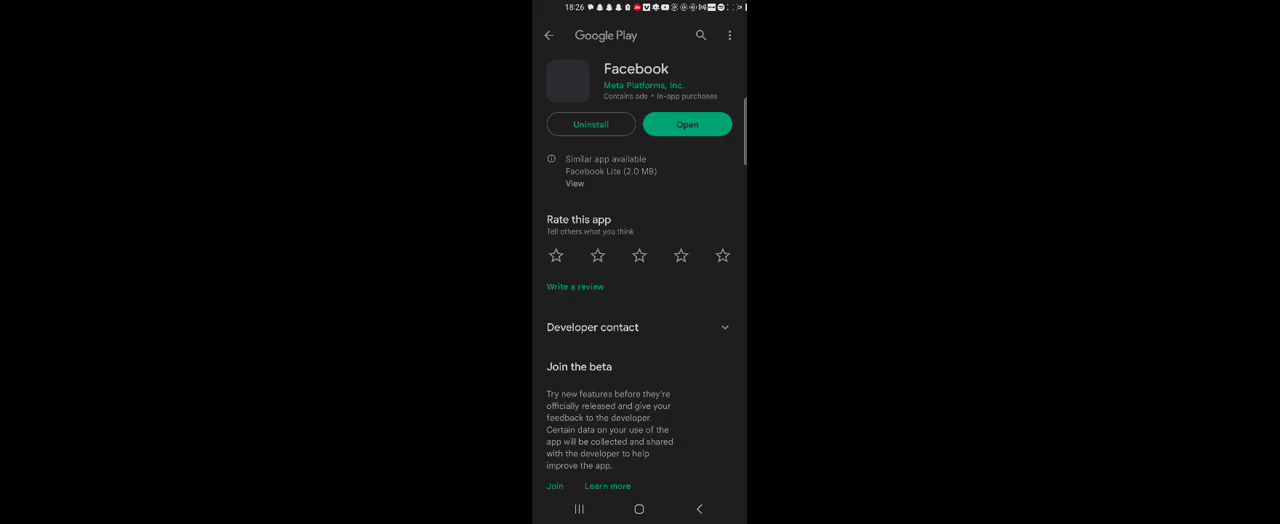 18:26
Google Play
Facebook
Meta Platforms, Inc.
Contains ads • In-app purchases
Uninstall
Open
Similar app available
Facebook Lite (2.0 MB)
View
Rate this app
Tell others what you think
Write a review
Developer contact
Join the beta
Try new features before they're
officially released and give your
feedback to the developer.
Certain data on your use of the
app will be collected and shared
with the developer to help
improve the app.
Join
Learn more